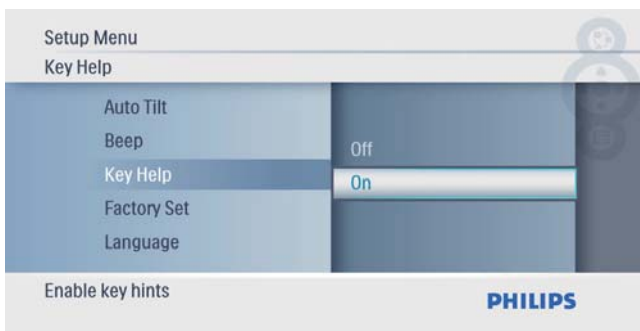 Setup Menu
Key Help
Auto Tilt
Beep
Key Help
Factory Set
Language
Off
On
Enable key hints
PHILIPS